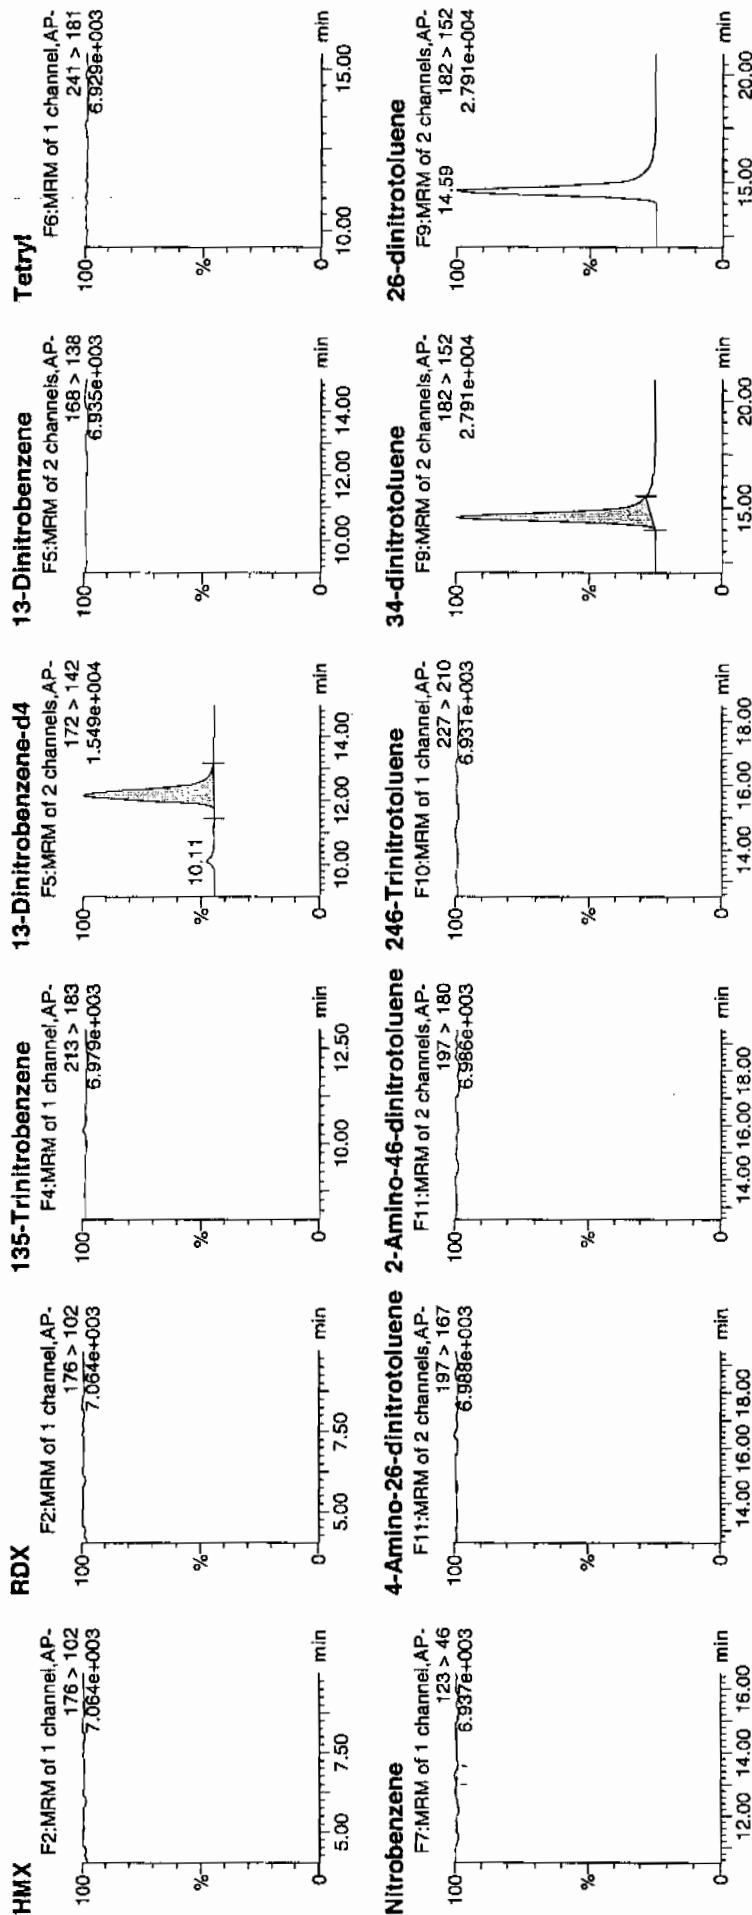 HMX
F2:MRM of 1 channel,AP-
176 > 102
7.064e+003
100
%
0
5.00 7.50 min
RDX
F2:MRM of 1 channel,AP-
176 > 102
7.064e+003
100
%
0
5.00 7.50 min
135-Trinitrobenzene
F4:MRM of 1 channel,AP-
213 > 183
6.979e+003
100
%
0
10.00 12.50 min
13-Dinitrobenzene-d4
F5:MRM of 2 channels,AP-
172 > 142
1.549e+004
100
10.11
%
0
10.00 12.00 14.00 min
13-Dinitrobenzene
F5:MRM of 2 channels,AP-
168 > 138
6.935e+003
100
%
0
10.00 12.00 14.00 min
Tetryl
F6:MRM of 1 channel,AP-
241 > 181
6.929e+003
100
%
0
10.00 15.00 min
Nitrobenzene
F7:MRM of 1 channel,AP-
123 > 46
6.937e+003
100
%
0
12.00 14.00 16.00 min
4-Amino-26-dinitrotoluene
F11:MRM of 2 channels,AP-
197 > 167
6.988e+003
100
%
0
14.00 16.00 18.00 min
2-Amino-46-dinitrotoluene
F11:MRM of 2 channels,AP-
197 > 180
6.986e+003
100
%
0
14.00 16.00 18.00 min
246-Trinitrotoluene
F10:MRM of 1 channel,AP-
227 > 210
6.931e+003
100
%
0
14.00 16.00 18.00 min
34-dinitrotoluene
F9:MRM of 2 channels,AP-
182 > 152
2.791e+004
100
%
0
15.00 20.00 min
26-dinitrotoluene
F9:MRM of 2 channels,AP-
182 > 152
14.59
2.791e+004
100
%
0
15.00 20.00 min